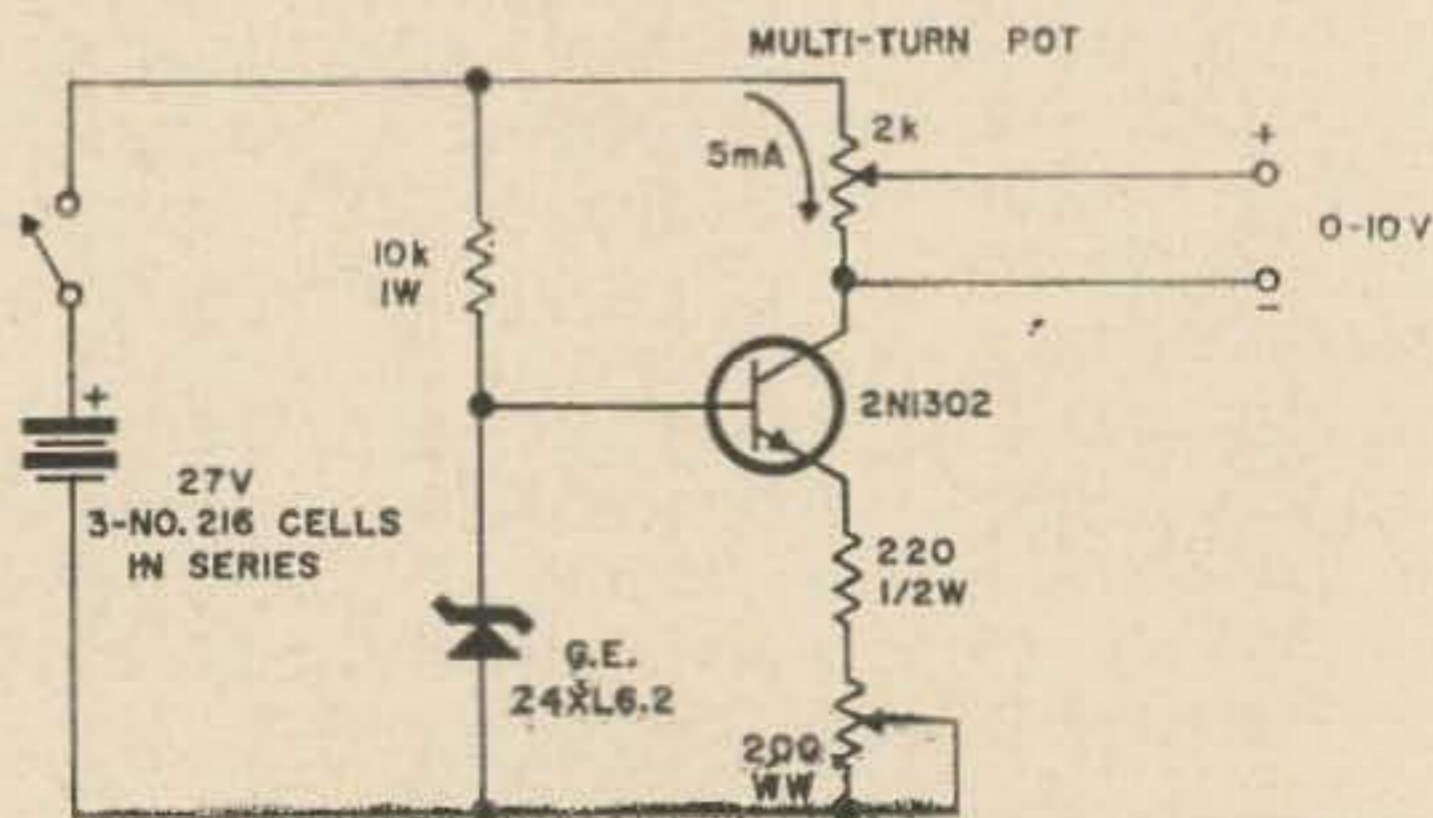 MULTI-TURN POT
2k
5mA
+
0-10V
-
10k
1W
2N1302
+
27V
3-NO. 216 CELLS
IN SERIES
220
1/2W
G.E.
Z4XL6.2
200
WW